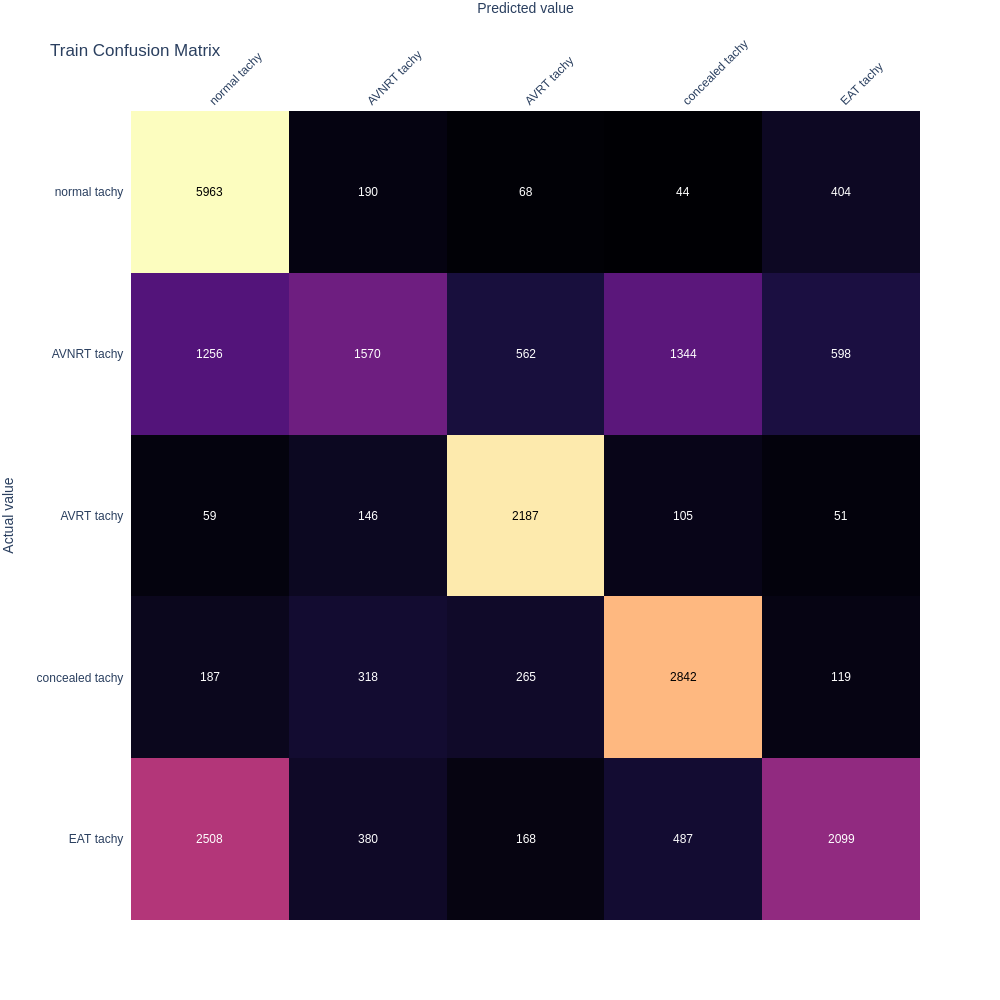 Predicted value
Train Confusion Matrix
normal tachy
AVNRT tachy
AVRT tachy
concealed tachy
EAT tachy
normal tachy
5963
190
68
44
404
AVNRT tachy
1256
1570
562
1344
598
Actual value
AVRT tachy
59
146
2187
105
51
concealed tachy
187
318
265
2842
119
EAT tachy
2508
380
168
487
2099